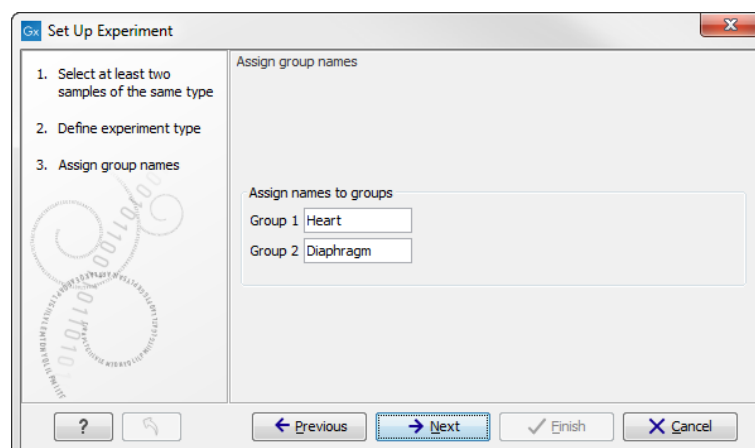 Gx Set Up Experiment
X
1. Select at least two
samples of the same type
2. Define experiment type
3. Assign group names
Assign group names
Assign names to groups
Group 1 Heart
Group 2 Diaphragm
? Previous Next Finish Cancel